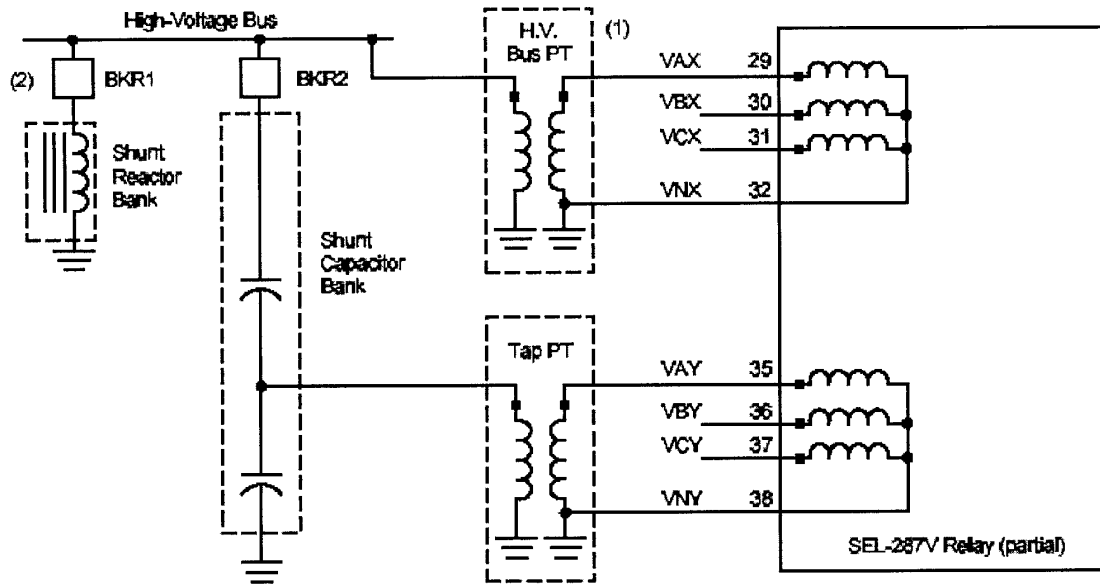 High-Voltage Bus
(2)
BKR1
BKR2
Shunt
Reactor
Bank
Shunt
Capacitor
Bank
H.V.
Bus PT
(1)
VAX 29
VBX 30
VCX 31
VNX 32
Tap PT
VAY 35
VBY 36
VCY 37
VNY 38
SEL-287V Relay (partial)